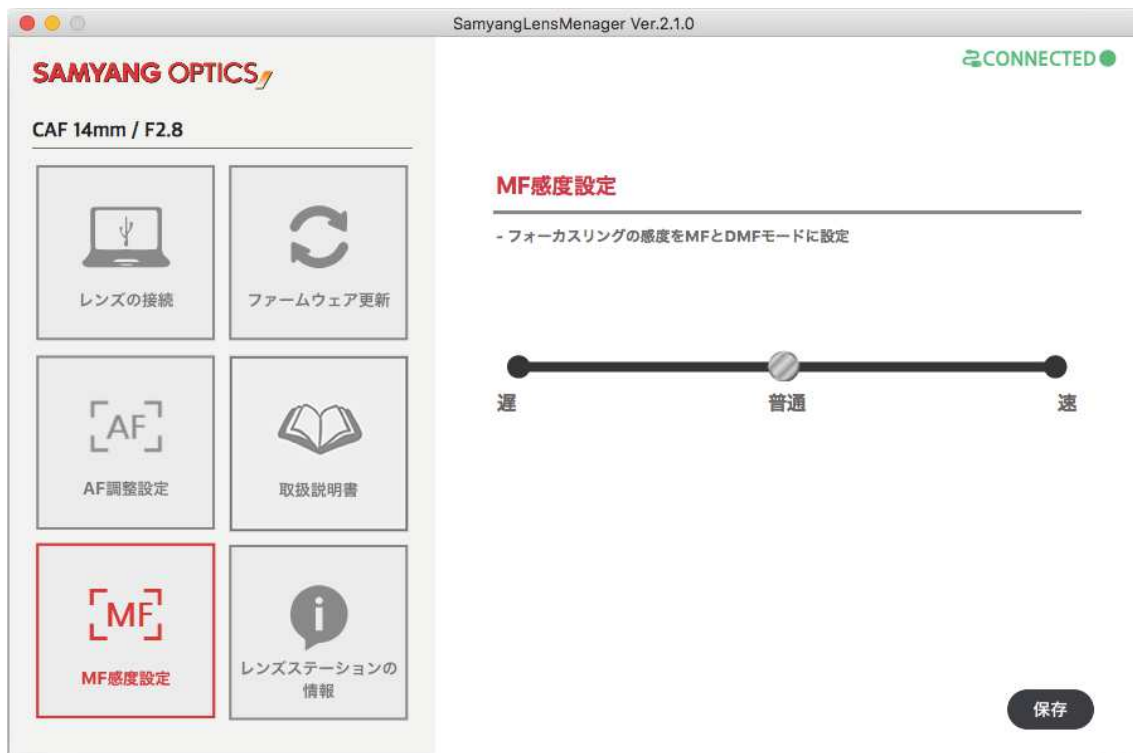 SamyangLensMenager Ver.2.1.0
SAMYANG OPTICS
CONNECTED
CAF 14mm / F2.8
レンズの接続
ファームウェア更新
AF
AF調整設定
取扱説明書
MF
MF感度設定
i
レンズステーションの
情報
MF感度設定
- フォーカスリングの感度をMFとDMFモードに設定
遅
普通
速
保存